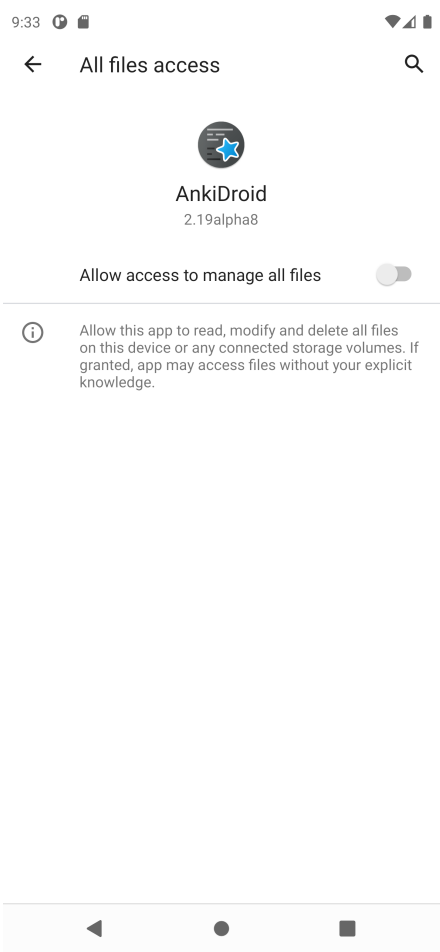 9:33
All files access
AnkiDroid
2.19alpha8
Allow access to manage all files
Allow this app to read, modify and delete all files
on this device or any connected storage volumes. If
granted, app may access files without your explicit
knowledge.